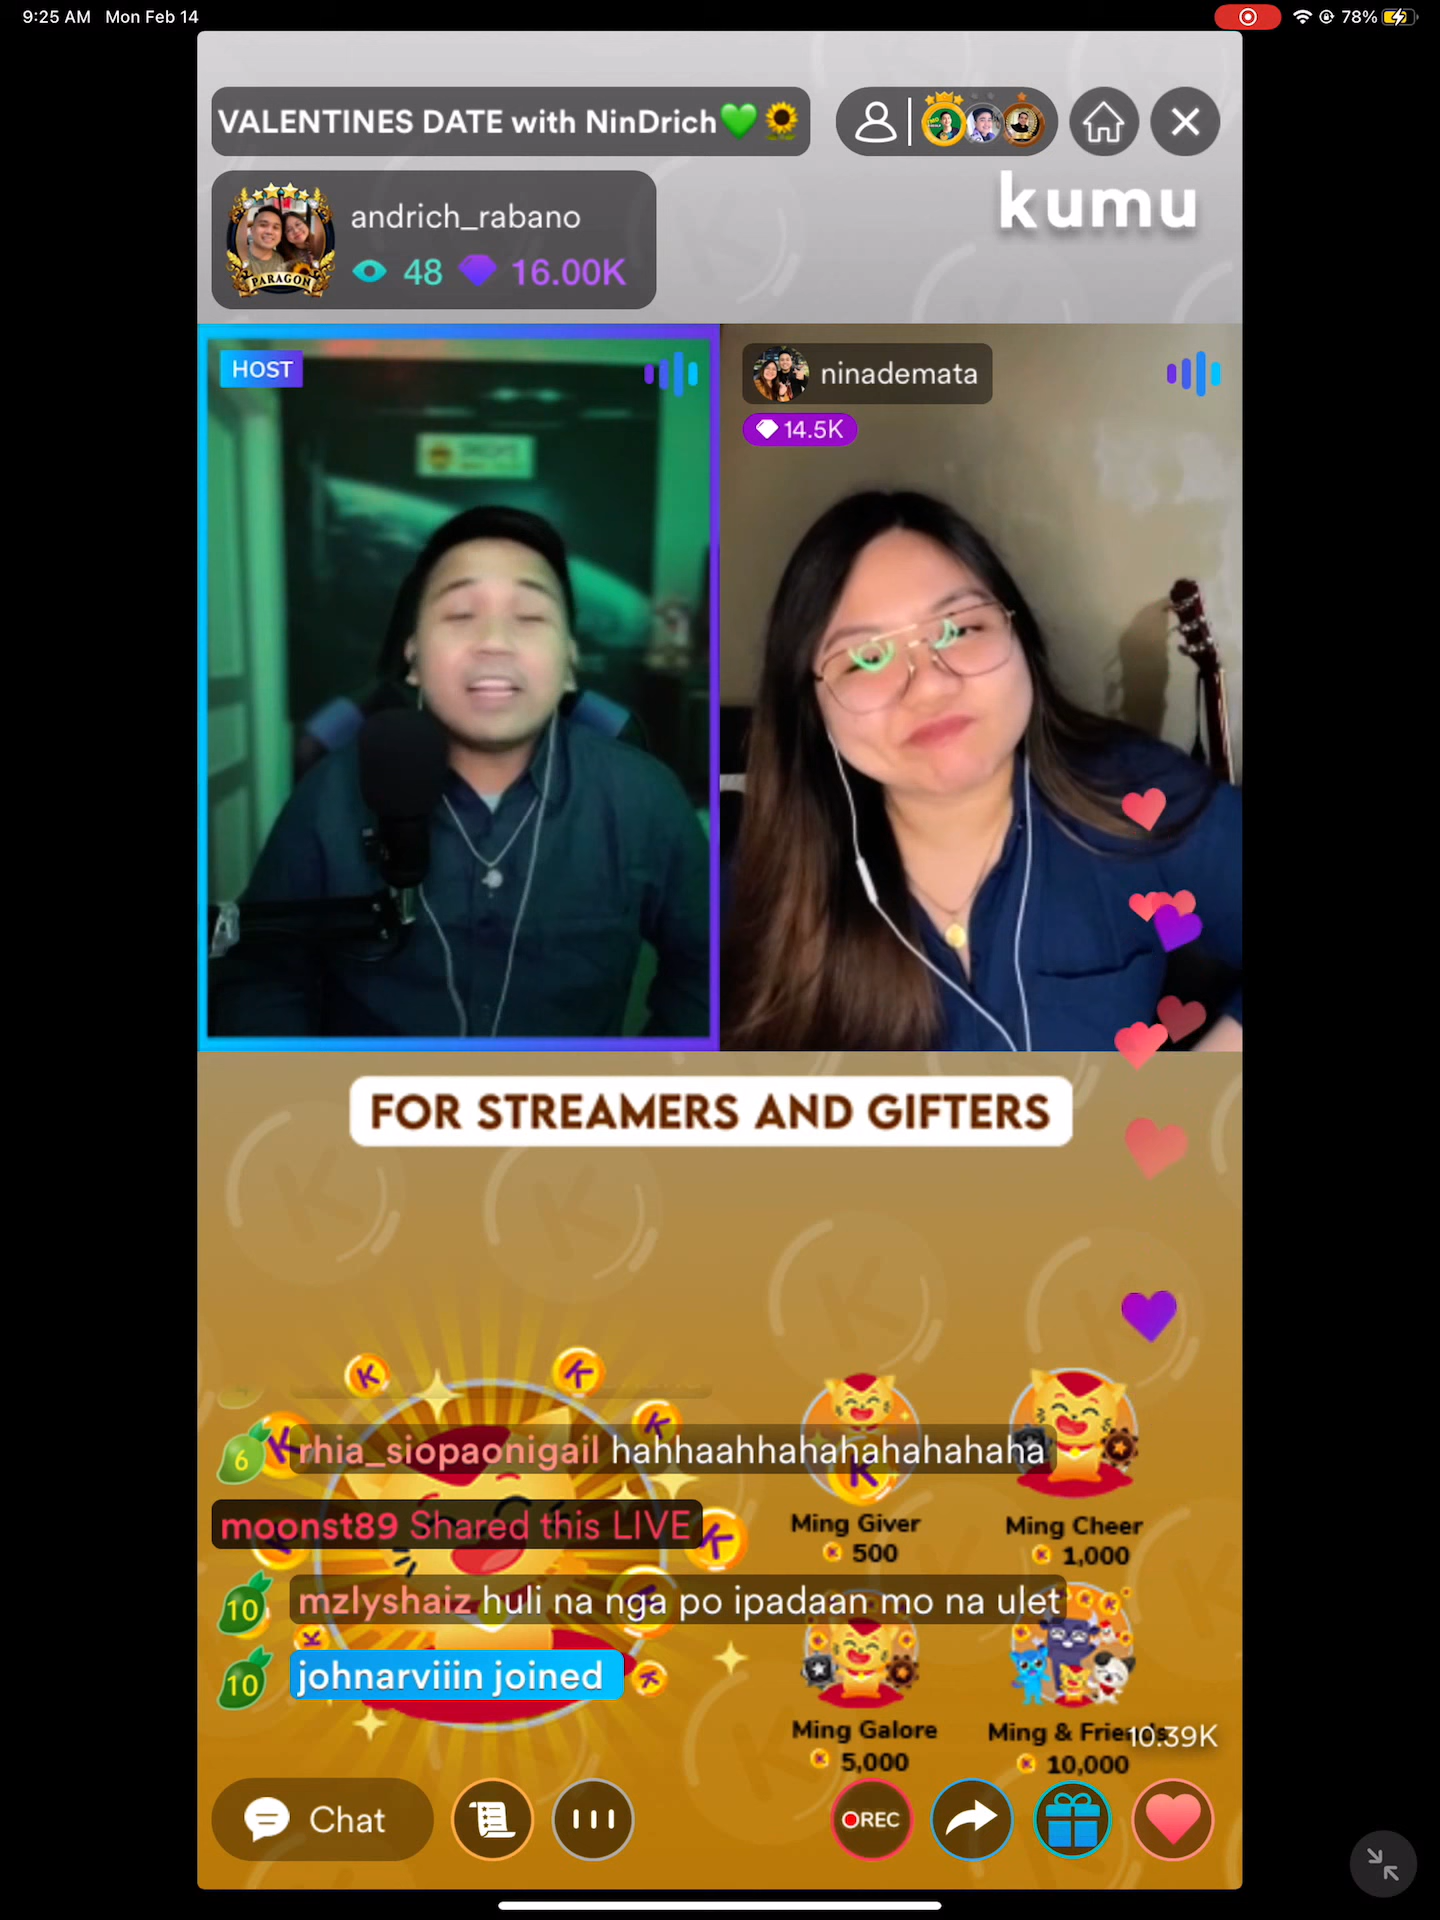 9:25 AM Mon Feb 14
78%
VALENTINES DATE with NinDrich💚🌻
andrich_rabano
48 16.00K
PARAGON
kumu
HOST
ninademata
14.5K
FOR STREAMERS AND GIFTERS
6 rhia_siopaonigail hahhaahhahahahahahaha
moonst89 Shared this LIVE
10 mzlyshaiz huli na nga po ipadaan mo na ulet
10 johnarviiin joined
Ming Giver
500
Ming Cheer
1,000
Ming Galore
5,000
Ming & Friends
10,000
10.39K
Chat
REC